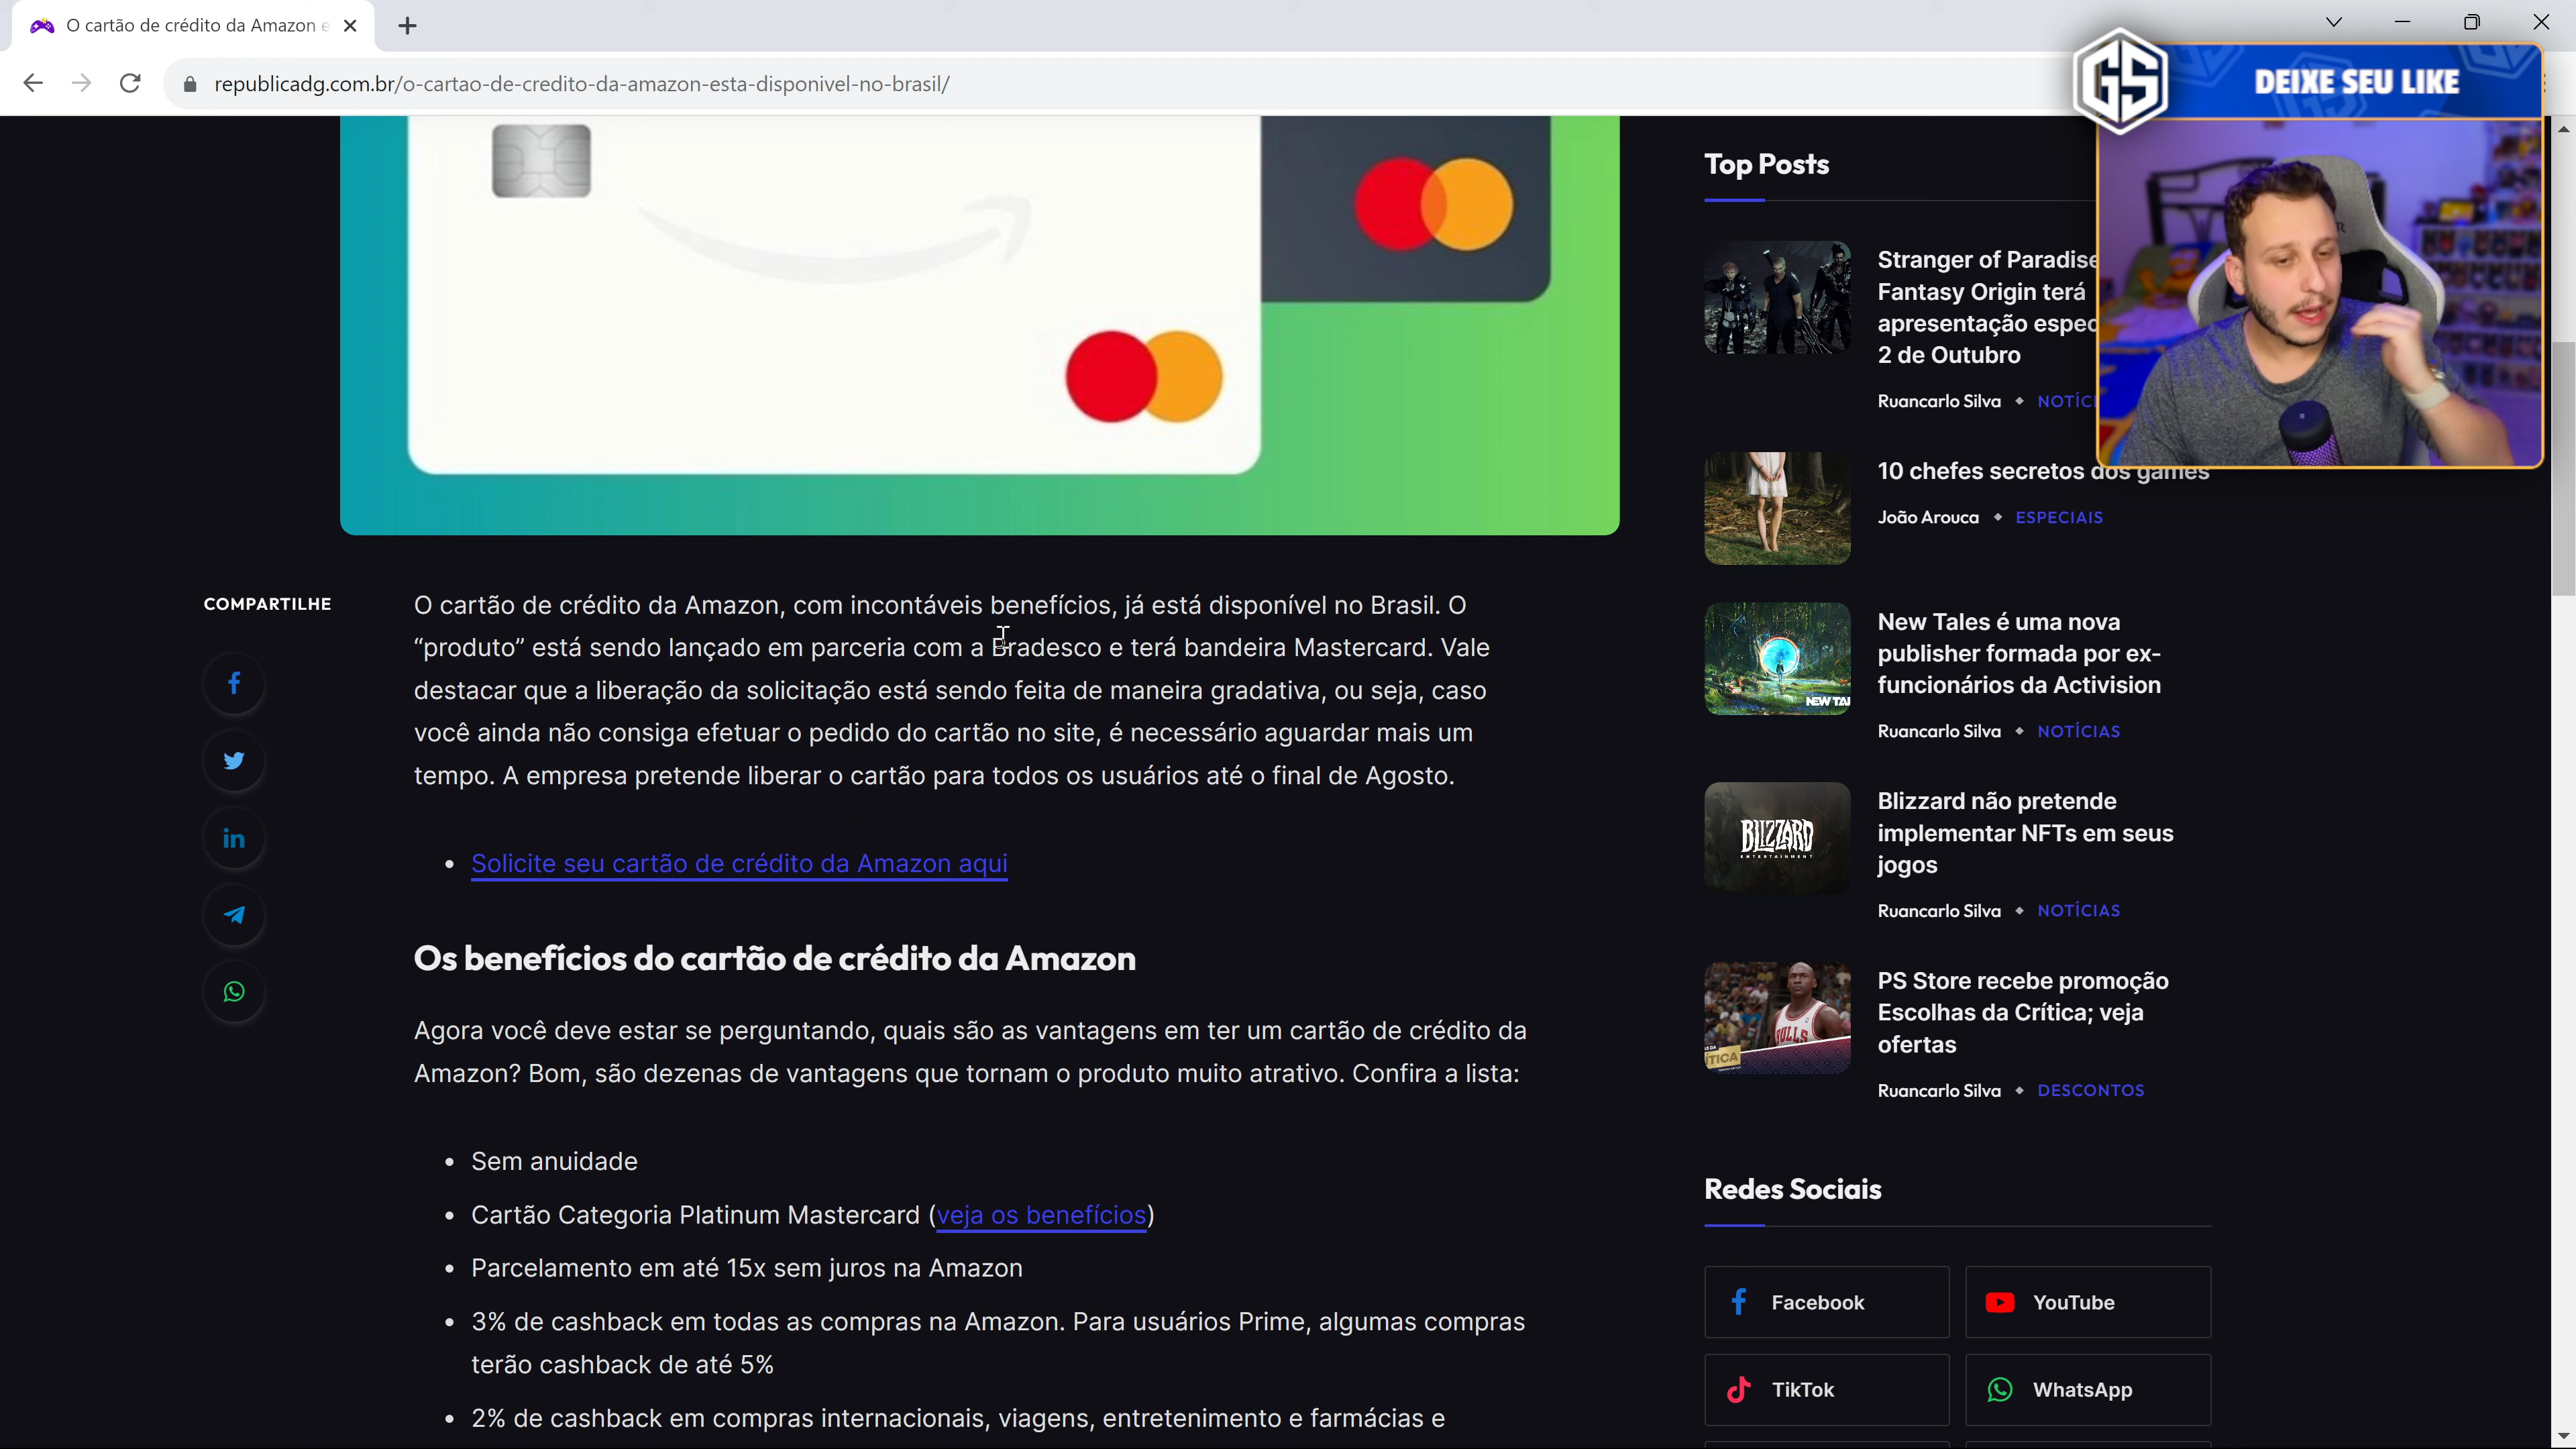 O cartão de crédito da Amazon e
republicadg.com.br/o-cartao-de-credito-da-amazon-esta-disponivel-no-brasil/
GS
DEIXE SEU LIKE
COMPARTILHE
O cartão de crédito da Amazon, com incontáveis benefícios, já está disponível no Brasil. O
“produto” está sendo lançado em parceria com a Bradesco e terá bandeira Mastercard. Vale
destacar que a liberação da solicitação está sendo feita de maneira gradativa, ou seja, caso
você ainda não consiga efetuar o pedido do cartão no site, é necessário aguardar mais um
tempo. A empresa pretende liberar o cartão para todos os usuários até o final de Agosto.
• Solicite seu cartão de crédito da Amazon aqui
Os benefícios do cartão de crédito da Amazon
Agora você deve estar se perguntando, quais são as vantagens em ter um cartão de crédito da
Amazon? Bom, são dezenas de vantagens que tornam o produto muito atrativo. Confira a lista:
• Sem anuidade
• Cartão Categoria Platinum Mastercard (veja os benefícios)
• Parcelamento em até 15x sem juros na Amazon
• 3% de cashback em todas as compras na Amazon. Para usuários Prime, algumas compras
terão cashback de até 5%
• 2% de cashback em compras internacionais, viagens, entretenimento e farmácias e
Top Posts
Stranger of Paradise
Fantasy Origin terá
apresentação espec
2 de Outubro
Ruancarlo Silva ◆ NOTÍCI
10 chefes secretos dos games
João Arouca ◆ ESPECIAIS
NEW TAL
New Tales é uma nova
publisher formada por ex-
funcionários da Activision
Ruancarlo Silva ◆ NOTÍCIAS
BLIZZARD
ENTERTAINMENT
Blizzard não pretende
implementar NFTs em seus
jogos
Ruancarlo Silva ◆ NOTÍCIAS
BULLS
ÍTICA
PS Store recebe promoção
Escolhas da Crítica; veja
ofertas
Ruancarlo Silva ◆ DESCONTOS
Redes Sociais
Facebook
YouTube
TikTok
WhatsApp